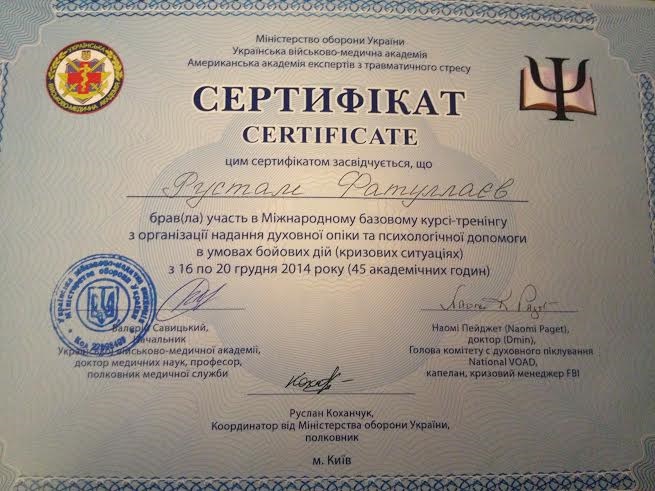 Міністерство оборони України
Українська військово-медична академія
Американська академія експертів з травматичного стресу
СЕРТИФІКАТ
CERTIFICATE
цим сертифікатом засвідчується, що
Рустам Фатуллаєв
брав(ла) участь в Міжнародному базовому курсі-тренінгу
з організації надання духовної опіки та психологічної допомоги
в умовах бойових дій (кризових ситуаціях)
з 16 по 20 грудня 2014 року (45 академічних годин)
Валерій Савицький,
Начальник
Української військово-медичної академії,
доктор медичних наук, професор,
полковник медичної служби
Наомі Пейджет (Naomi Paget),
доктор (Dmin),
Голова комітету с духовного піклування
National VOAD,
капелан, кризовий менеджер FBI
Руслан Коханчук,
Координатор від Міністерства оборони України,
полковник
м. Київ